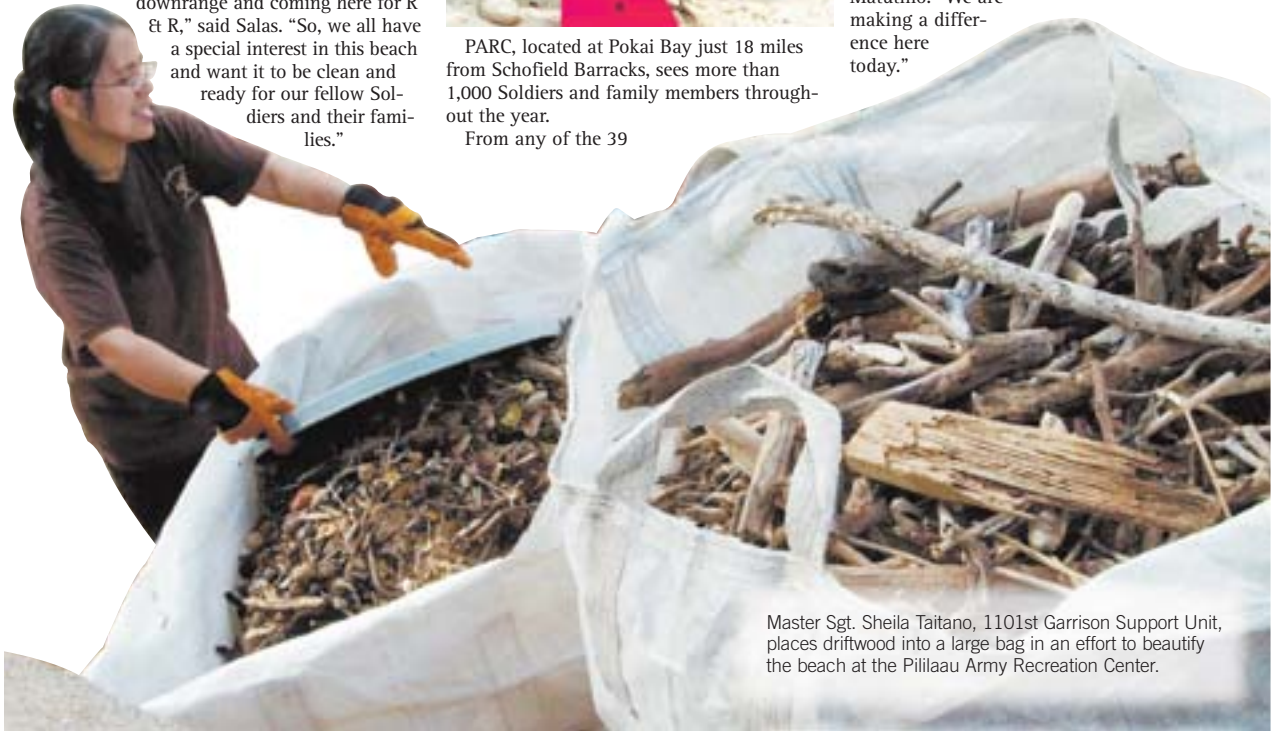 downrange and coming here for R
& R,” said Salas. “So, we all have
a special interest in this beach
and want it to be clean and
ready for our fellow Sol-
diers and their fami-
lies.”
PARC, located at Pokai Bay just 18 miles
from Schofield Barracks, sees more than
1,000 Soldiers and family members through-
out the year.
From any of the 39
making a differ-
ence here
today.”
Master Sgt. Sheila Taitano, 1101st Garrison Support Unit,
places driftwood into a large bag in an effort to beautify
the beach at the Pililaau Army Recreation Center.